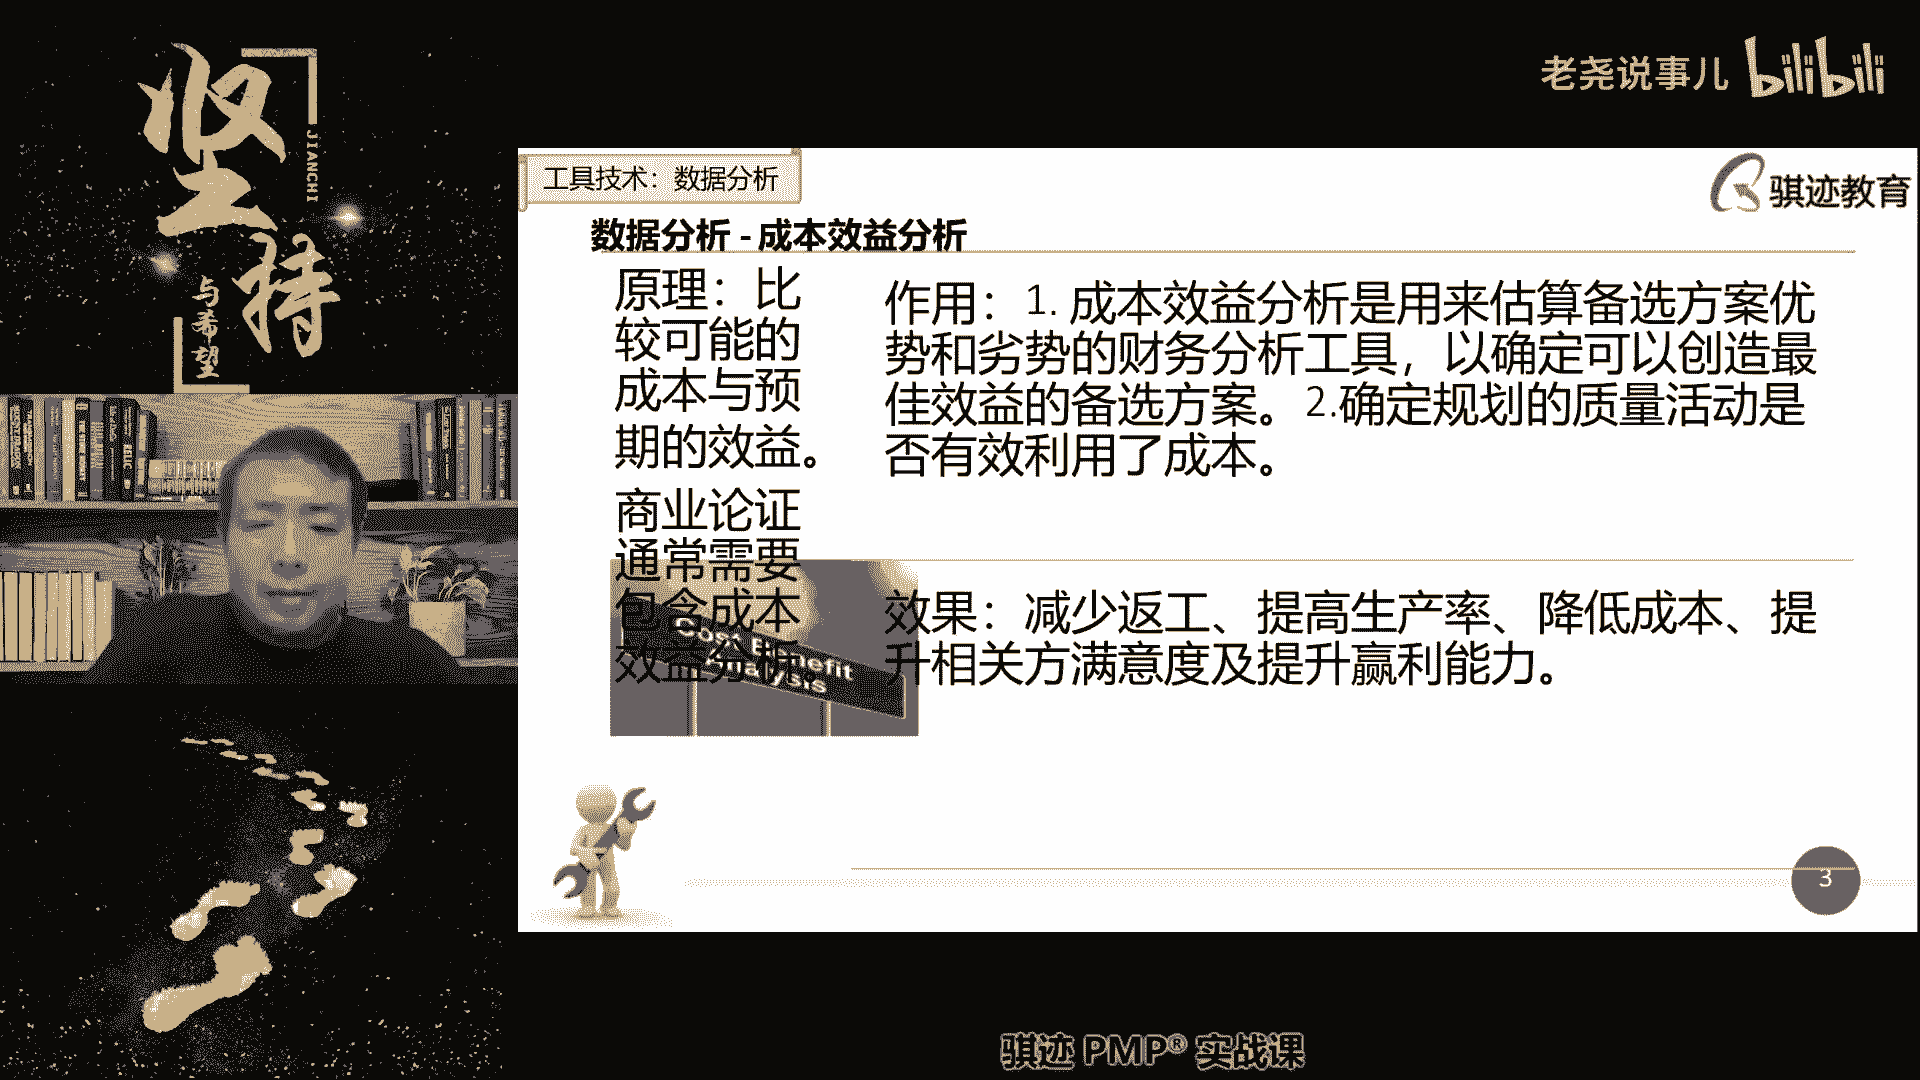 坚持
JIANCHI
与希望
老尧说事儿 bilibili
工具技术：数据分析
骐迹教育
数据分析 - 成本效益分析
原理：比
较可能的
成本与预
期的效益。
商业论证
通常需要
包含成本
效益分析。
作用：1. 成本效益分析是用来估算备选方案优
势和劣势的财务分析工具，以确定可以创造最
佳效益的备选方案。2.确定规划的质量活动是
否有效利用了成本。
Cost Benefit
Analysis
效果：减少返工、提高生产率、降低成本、提
升相关方满意度及提升赢利能力。
3
骐迹 PMP® 实战课